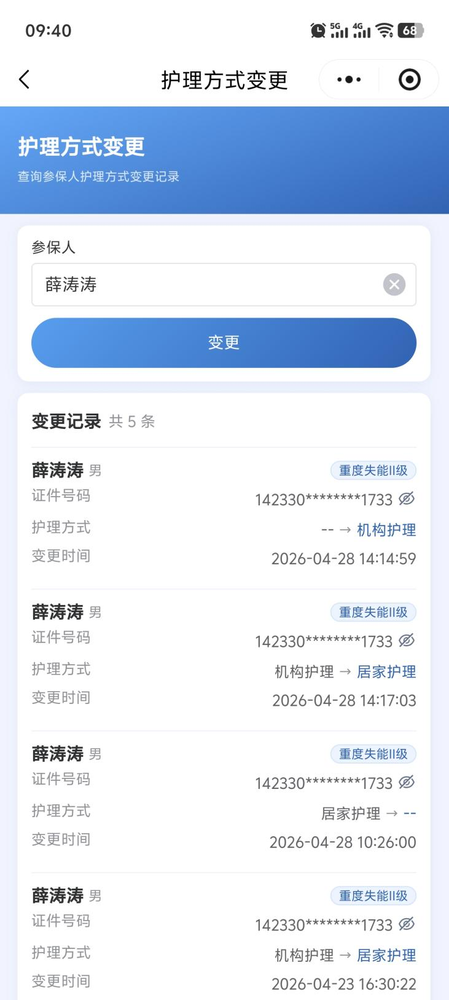 09:40
5G 4G 68
护理方式变更
护理方式变更
查询参保人护理方式变更记录
参保人
薛涛涛
变更
变更记录 共 5 条
薛涛涛 男 重度失能II级
证件号码 142330********1733
护理方式 -- → 机构护理
变更时间 2026-04-28 14:14:59
薛涛涛 男 重度失能II级
证件号码 142330********1733
护理方式 机构护理 → 居家护理
变更时间 2026-04-28 14:17:03
薛涛涛 男 重度失能II级
证件号码 142330********1733
护理方式 居家护理 → --
变更时间 2026-04-28 10:26:00
薛涛涛 男 重度失能II级
证件号码 142330********1733
护理方式 机构护理 → 居家护理
变更时间 2026-04-23 16:30:22